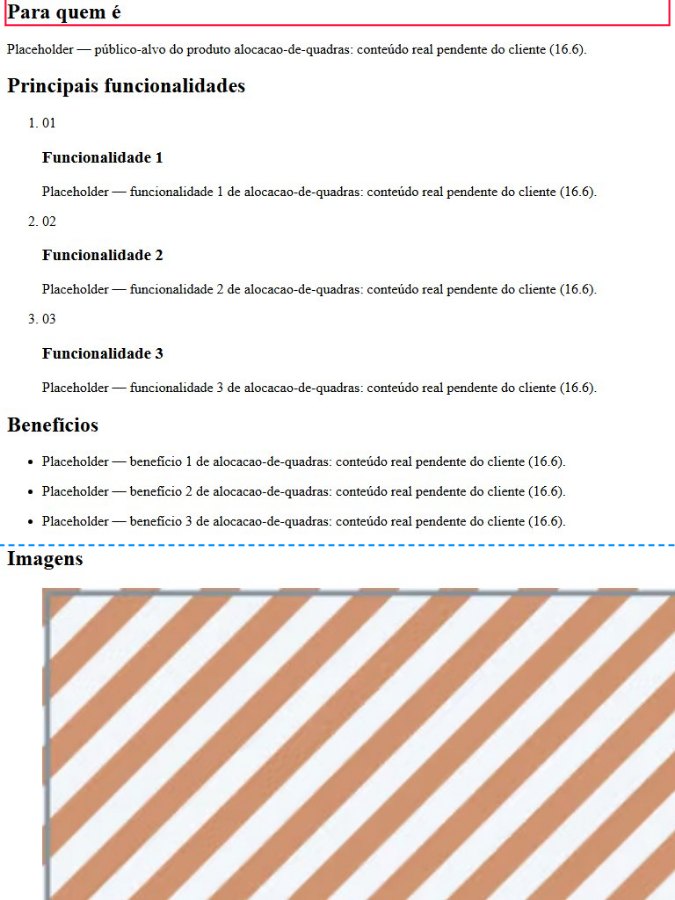 Para quem é
Placeholder — público-alvo do produto alocacao-de-quadras: conteúdo real pendente do cliente (16.6).
Principais funcionalidades
1. 01
Funcionalidade 1
Placeholder — funcionalidade 1 de alocacao-de-quadras: conteúdo real pendente do cliente (16.6).
2. 02
Funcionalidade 2
Placeholder — funcionalidade 2 de alocacao-de-quadras: conteúdo real pendente do cliente (16.6).
3. 03
Funcionalidade 3
Placeholder — funcionalidade 3 de alocacao-de-quadras: conteúdo real pendente do cliente (16.6).
Benefícios
• Placeholder — benefício 1 de alocacao-de-quadras: conteúdo real pendente do cliente (16.6).
• Placeholder — benefício 2 de alocacao-de-quadras: conteúdo real pendente do cliente (16.6).
• Placeholder — benefício 3 de alocacao-de-quadras: conteúdo real pendente do cliente (16.6).
Imagens